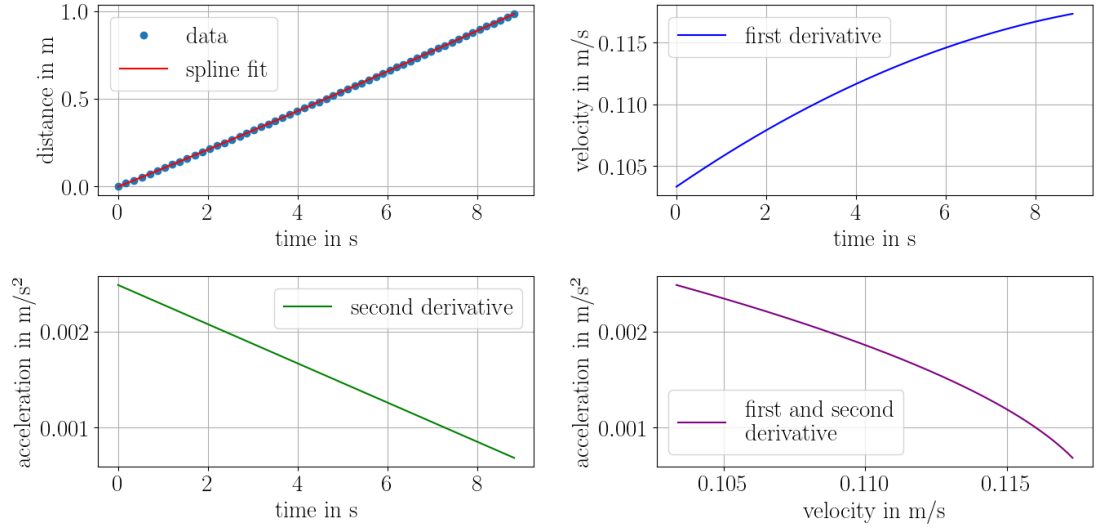 distance in m
1.0
0.5
0.0
data
spline fit
0 2 4 6 8
time in s
velocity in m/s
0.115
0.110
0.105
first derivative
0 2 4 6 8
time in s
acceleration in m/s²
0.002
0.001
second derivative
0 2 4 6 8
time in s
acceleration in m/s²
0.002
0.001
first and second
derivative
0.105 0.110 0.115
velocity in m/s